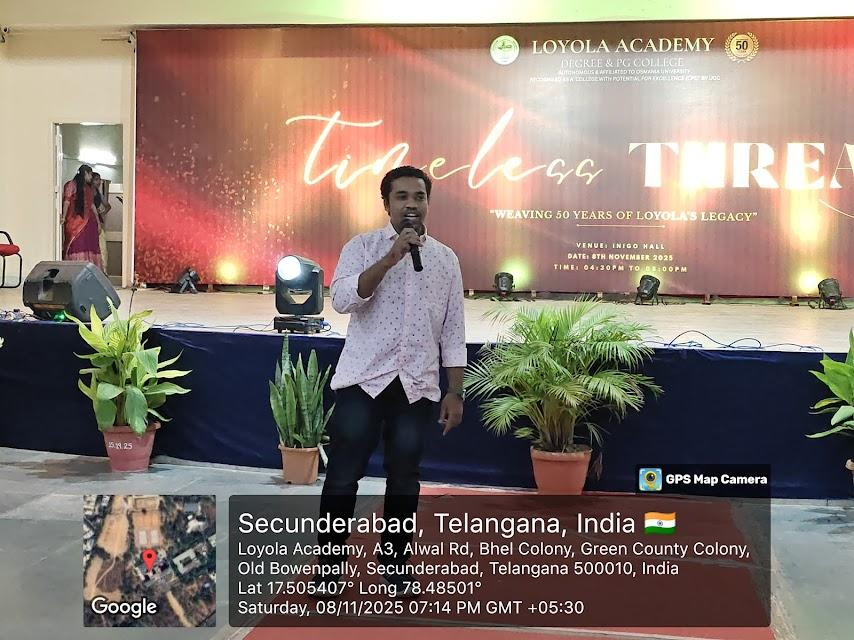 LOYOLA ACADEMY
50
DEGREE & PG COLLEGE
AUTONOMOUS & AFFILIATED TO OSMANIA UNIVERSITY
RECOGNISED AS A "COLLEGE WITH POTENTIAL FOR EXCELLENCE (CPE)" BY UGC
Timeless THREA
"WEAVING 50 YEARS OF LOYOLA'S LEGACY"
VENUE: INIGO HALL
DATE: 8TH NOVEMBER 2025
TIME: 04:30PM TO 08:00PM
GPS Map Camera
Secunderabad, Telangana, India
Loyola Academy, A3, Alwal Rd, Bhel Colony, Green County Colony,
Old Bowenpally, Secunderabad, Telangana 500010, India
Lat 17.505407° Long 78.48501°
Saturday, 08/11/2025 07:14 PM GMT +05:30
Google